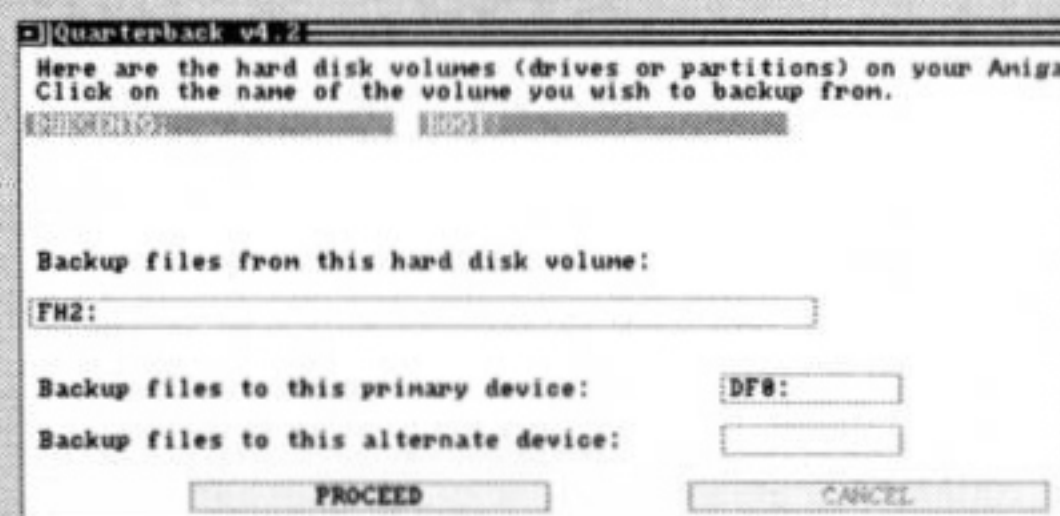 Quarterback v4.2
Here are the hard disk volumes (drives or partitions) on your Amiga
Click on the name of the volume you wish to backup from.
Backup files from this hard disk volume:
FH2:
Backup files to this primary device: DF0:
Backup files to this alternate device:
PROCEED CANCEL